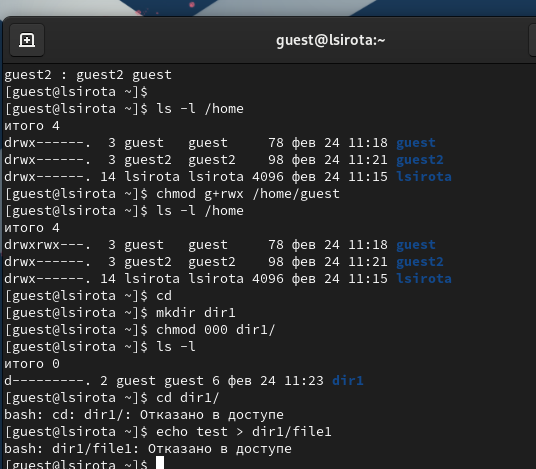 guest@lsirota:~
guest2 : guest2 guest
[guest@lsirota ~]$
[guest@lsirota ~]$ ls -l /home
итого 4
drwx------.  3 guest   guest     78 фев 24 11:18 guest
drwx------.  3 guest2  guest2    98 фев 24 11:21 guest2
drwx------. 14 lsirota lsirota 4096 фев 24 11:15 lsirota
[guest@lsirota ~]$ chmod g+rwx /home/guest
[guest@lsirota ~]$ ls -l /home
итого 4
drwxrwx---.  3 guest   guest     78 фев 24 11:18 guest
drwx------.  3 guest2  guest2    98 фев 24 11:21 guest2
drwx------. 14 lsirota lsirota 4096 фев 24 11:15 lsirota
[guest@lsirota ~]$ cd
[guest@lsirota ~]$ mkdir dir1
[guest@lsirota ~]$ chmod 000 dir1/
[guest@lsirota ~]$ ls -l
итого 0
d---------. 2 guest guest 6 фев 24 11:23 dir1
[guest@lsirota ~]$ cd dir1/
bash: cd: dir1/: Отказано в доступе
[guest@lsirota ~]$ echo test > dir1/file1
bash: dir1/file1: Отказано в доступе
[guest@lsirota ~]$